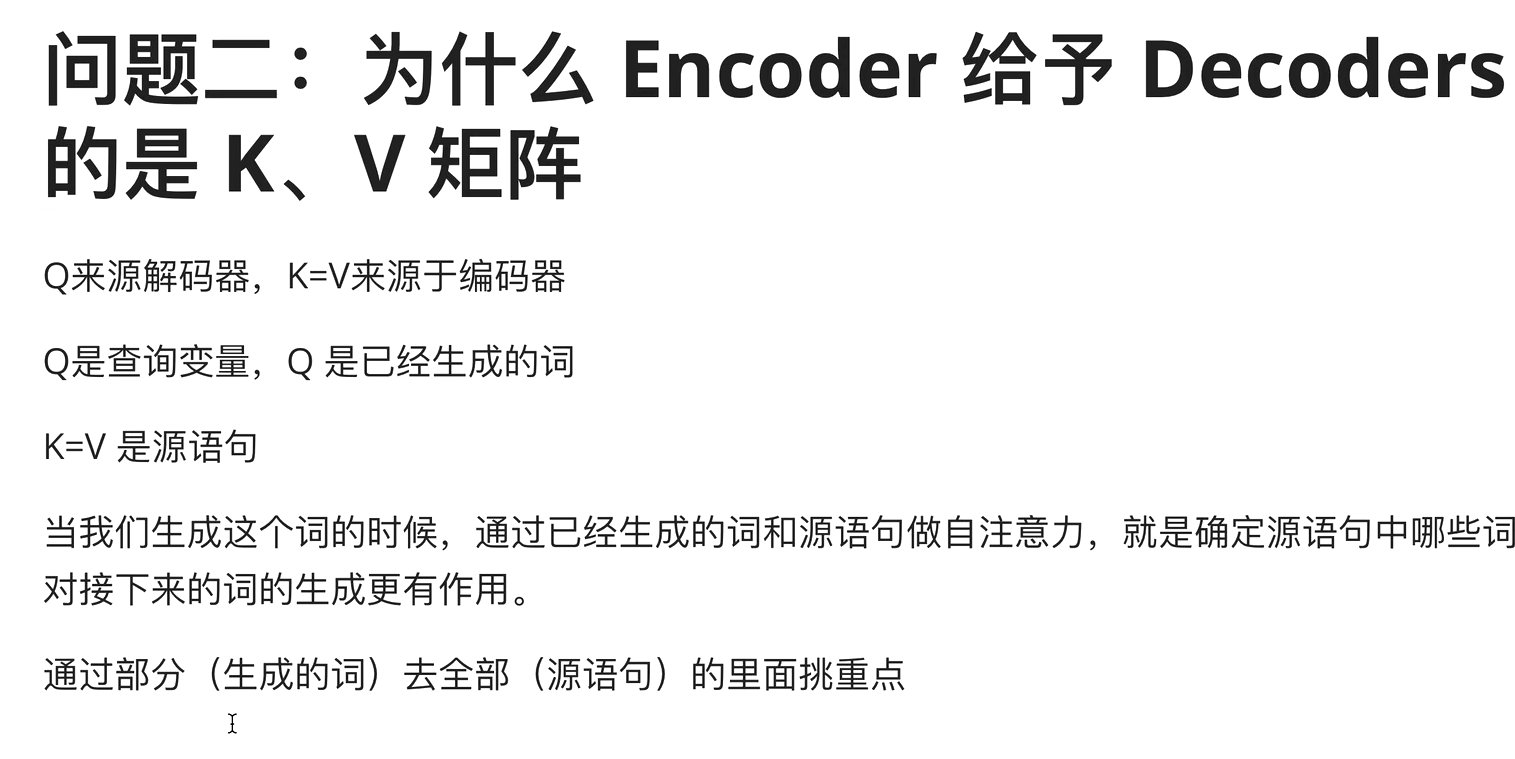 问题二：为什么 Encoder 给予 Decoders
的是 K、V 矩阵
Q来源解码器，K=V来源于编码器
Q是查询变量，Q 是已经生成的词
K=V 是源语句
当我们生成这个词的时候，通过已经生成的词和源语句做自注意力，就是确定源语句中哪些词
对接下来的词的生成更有作用。
通过部分（生成的词）去全部（源语句）的里面挑重点